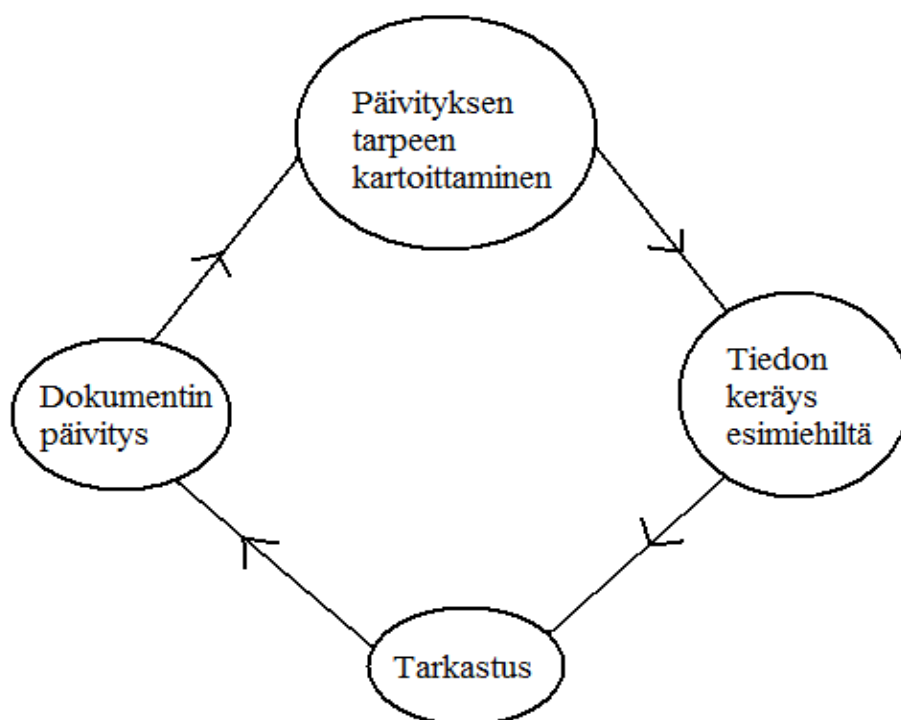 Päivityksen
tarpeen
kartoittaminen
Tiedon
keräys
esimiehiltä
Tarkastus
Dokumentin
päivitys